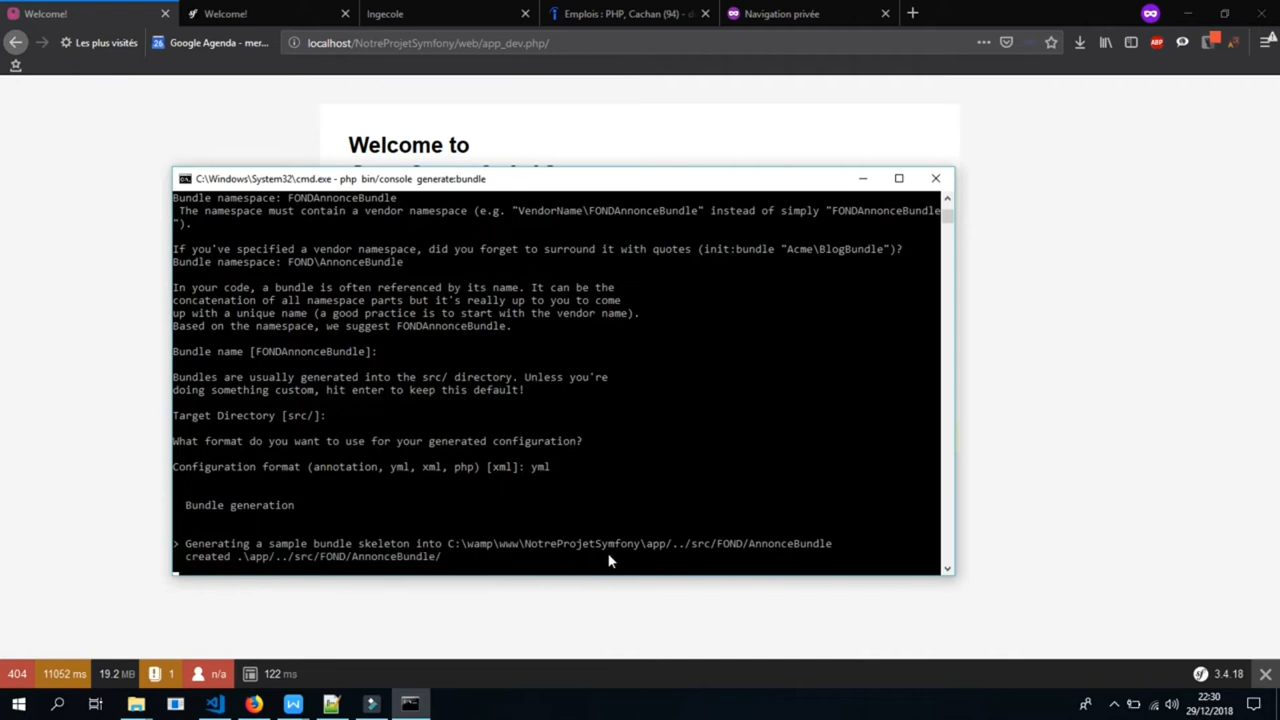 Welcome!
Welcome!
Ingecole
Emplois : PHP, Cachan (94) - d
Navigation privée
Les plus visités
26
Google Agenda - mer...
localhost/NotreProjetSymfony/web/app_dev.php/
ABP
Welcome to
C:\Windows\System32\cmd.exe - php bin/console generate:bundle
Bundle namespace: FONDAnnonceBundle
The namespace must contain a vendor namespace (e.g. "VendorName\FONDAnnonceBundle" instead of simply "FONDAnnonceBundle
").
If you've specified a vendor namespace, did you forget to surround it with quotes (init:bundle "Acme\BlogBundle")?
Bundle namespace: FOND\AnnonceBundle
In your code, a bundle is often referenced by its name. It can be the
concatenation of all namespace parts but it's really up to you to come
up with a unique name (a good practice is to start with the vendor name).
Based on the namespace, we suggest FONDAnnonceBundle.
Bundle name [FONDAnnonceBundle]:
Bundles are usually generated into the src/ directory. Unless you're
doing something custom, hit enter to keep this default!
Target Directory [src/]:
What format do you want to use for your generated configuration?
Configuration format (annotation, yml, xml, php) [xml]: yml
Bundle generation
> Generating a sample bundle skeleton into C:\wamp\www\NotreProjetSymfony\app/../src/FOND/AnnonceBundle
created .\app/../src/FOND/AnnonceBundle/
404
11052 ms
19.2 MB
1
n/a
122 ms
sf
3.4.18
22:30
29/12/2018